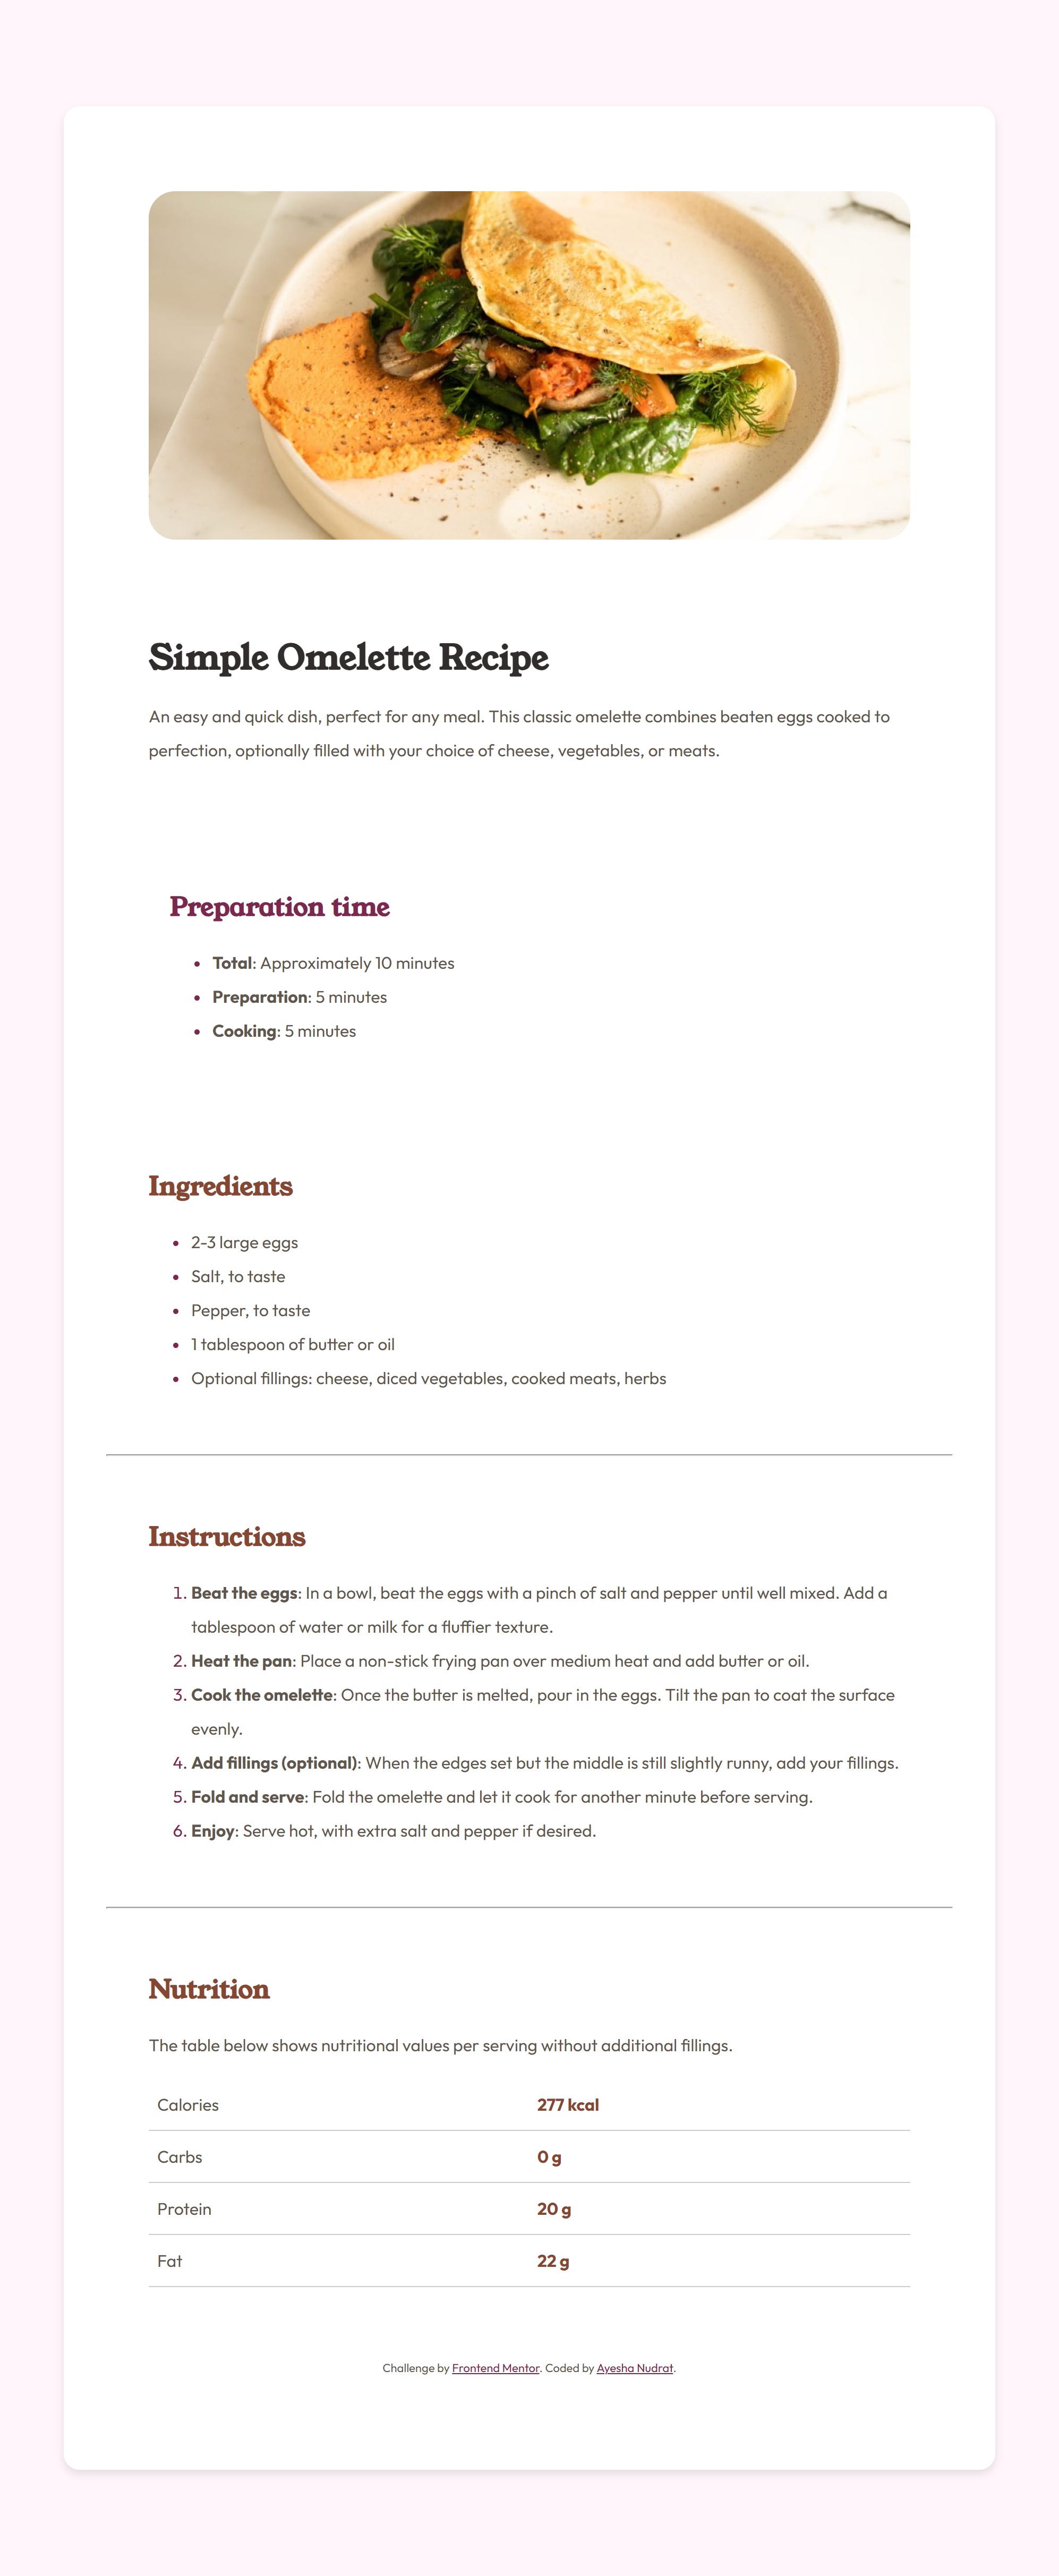 Simple Omelette Recipe
An easy and quick dish, perfect for any meal. This classic omelette combines beaten eggs cooked to
perfection, optionally filled with your choice of cheese, vegetables, or meats.
Preparation time
• Total: Approximately 10 minutes
• Preparation: 5 minutes
• Cooking: 5 minutes
Ingredients
• 2-3 large eggs
• Salt, to taste
• Pepper, to taste
• 1 tablespoon of butter or oil
• Optional fillings: cheese, diced vegetables, cooked meats, herbs
Instructions
1. Beat the eggs: In a bowl, beat the eggs with a pinch of salt and pepper until well mixed. Add a
tablespoon of water or milk for a fluffier texture.
2. Heat the pan: Place a non-stick frying pan over medium heat and add butter or oil.
3. Cook the omelette: Once the butter is melted, pour in the eggs. Tilt the pan to coat the surface
evenly.
4. Add fillings (optional): When the edges set but the middle is still slightly runny, add your fillings.
5. Fold and serve: Fold the omelette and let it cook for another minute before serving.
6. Enjoy: Serve hot, with extra salt and pepper if desired.
Nutrition
The table below shows nutritional values per serving without additional fillings.
Calories 277 kcal
Carbs 0 g
Protein 20 g
Fat 22 g
Challenge by Frontend Mentor. Coded by Ayesha Nudrat.